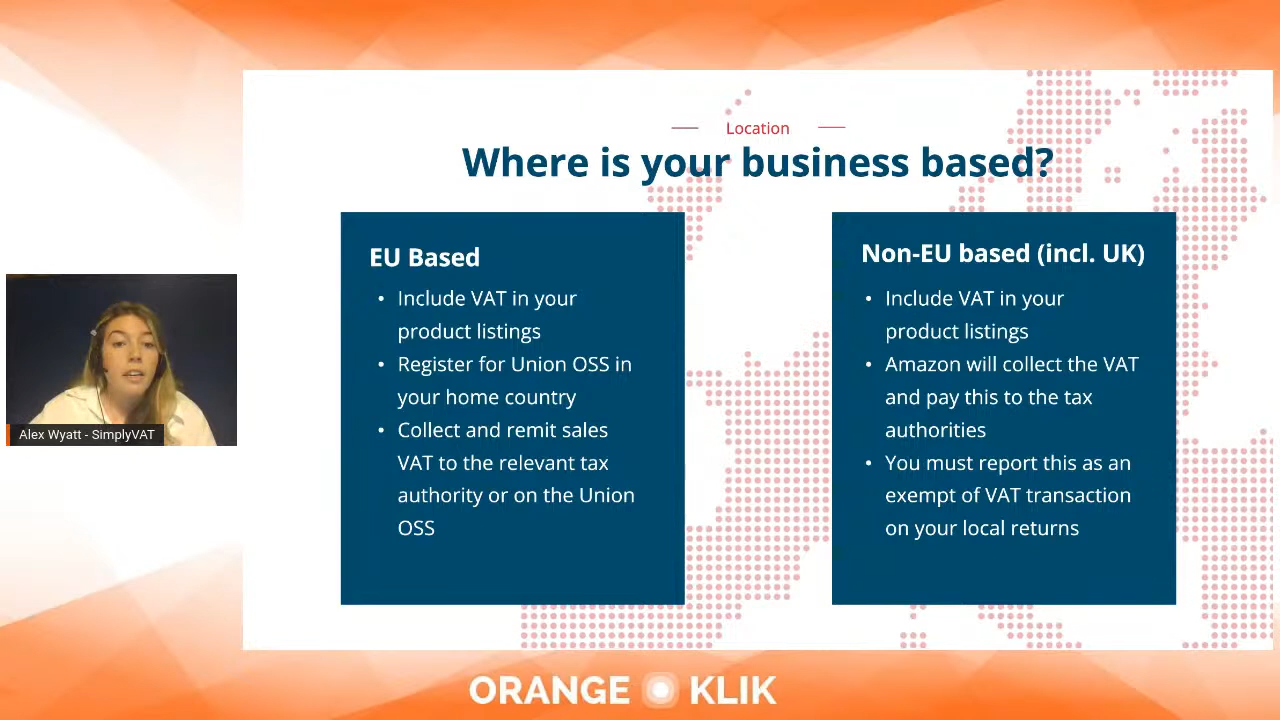 Location
Where is your business based?
EU Based
• Include VAT in your
product listings
• Register for Union OSS in
your home country
• Collect and remit sales
VAT to the relevant tax
authority or on the Union
OSS
Non-EU based (incl. UK)
• Include VAT in your
product listings
• Amazon will collect the VAT
and pay this to the tax
authorities
• You must report this as an
exempt of VAT transaction
on your local returns
Alex Wyatt - SimplyVAT
ORANGE KLIK